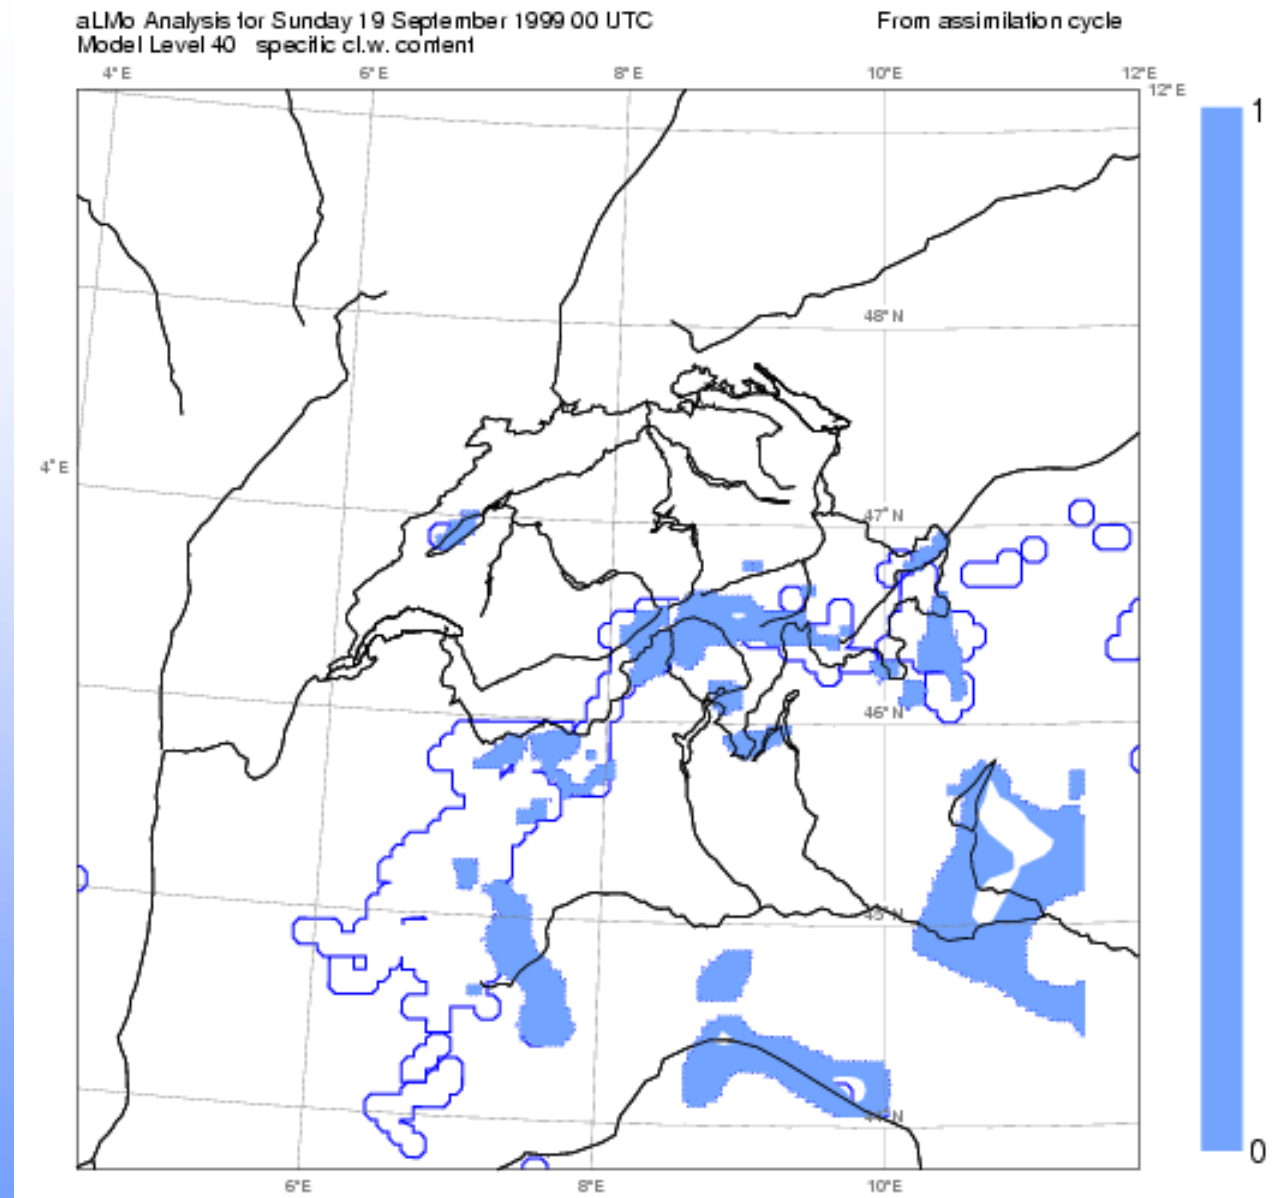 aLMo Analysis for Sunday 19 September 1999 00 UTC From assimilation cycle
Model Level 40 specific cl.w. content
4°E 6°E 8°E 10°E 12°E
12°E
1
48°N
4°E
47°N
46°N
45°N
44°N
0
6°E 8°E 10°E